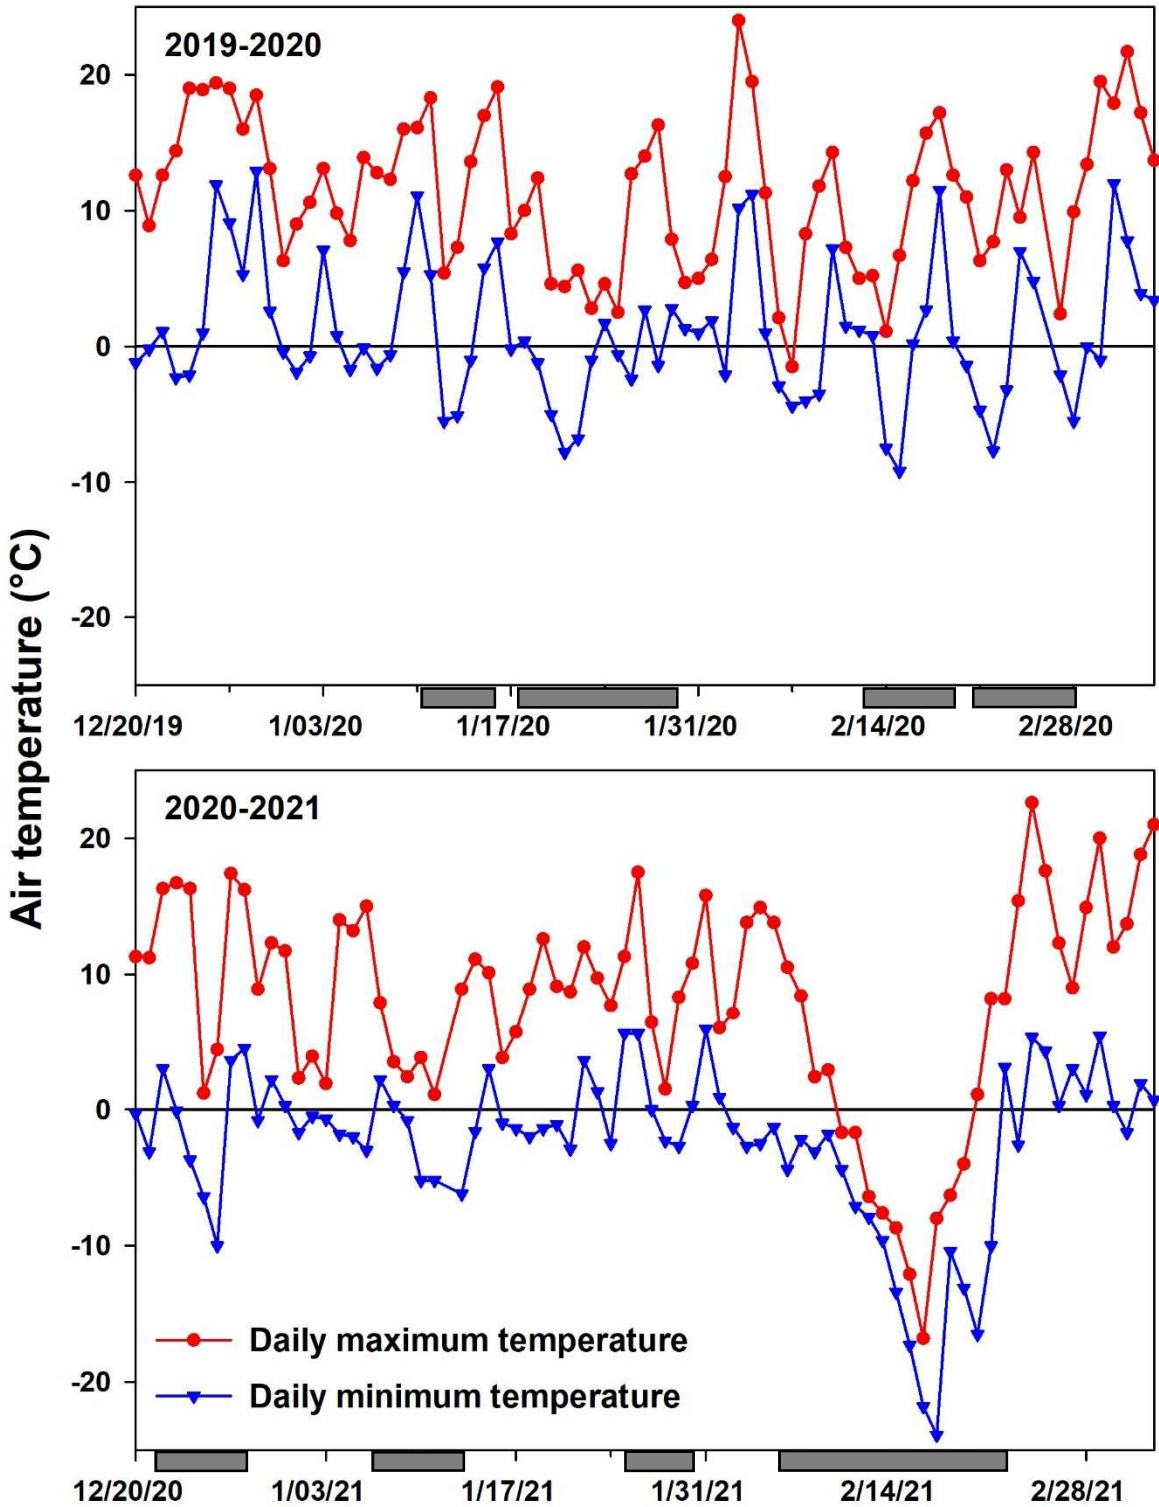 Air temperature (°C)
2019-2020
20
10
0
-10
-20
12/20/19 1/03/20 1/17/20 1/31/20 2/14/20 2/28/20
2020-2021
20
10
0
-10
-20
Daily maximum temperature
Daily minimum temperature
12/20/20 1/03/21 1/17/21 1/31/21 2/14/21 2/28/21